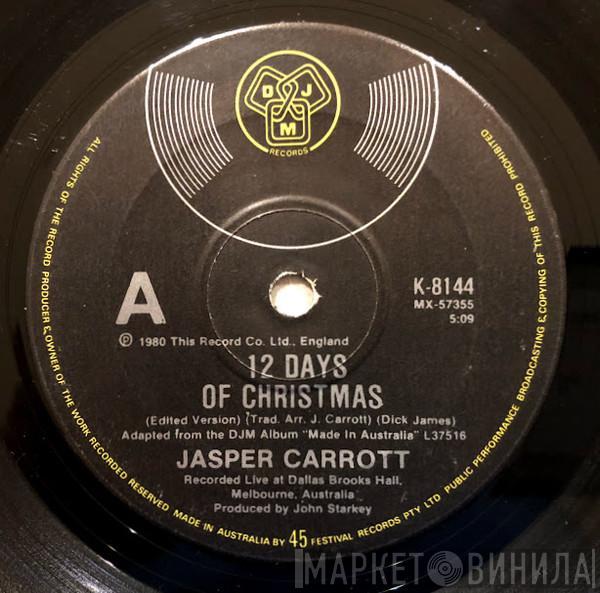 D J M
RECORDS
A
K-8144
MX-57355
5:09
℗ 1980 This Record Co. Ltd., England
12 DAYS
OF CHRISTMAS
(Edited Version) (Trad. Arr. J. Carrott) (Dick James)
Adapted from the DJM Album "Made In Australia" L37516
JASPER CARROTT
Recorded Live at Dallas Brooks Hall,
Melbourne, Australia
Produced by John Starkey
ALL RIGHTS OF THE RECORD PRODUCER & OWNER OF THE WORK RECORDED RESERVED MADE IN AUSTRALIA BY 45 FESTIVAL RECORDS PTY LTD PUBLIC PERFORMANCE BROADCASTING & COPYING OF THIS RECORD PROHIBITED
МАРКЕТ ВИНИЛА